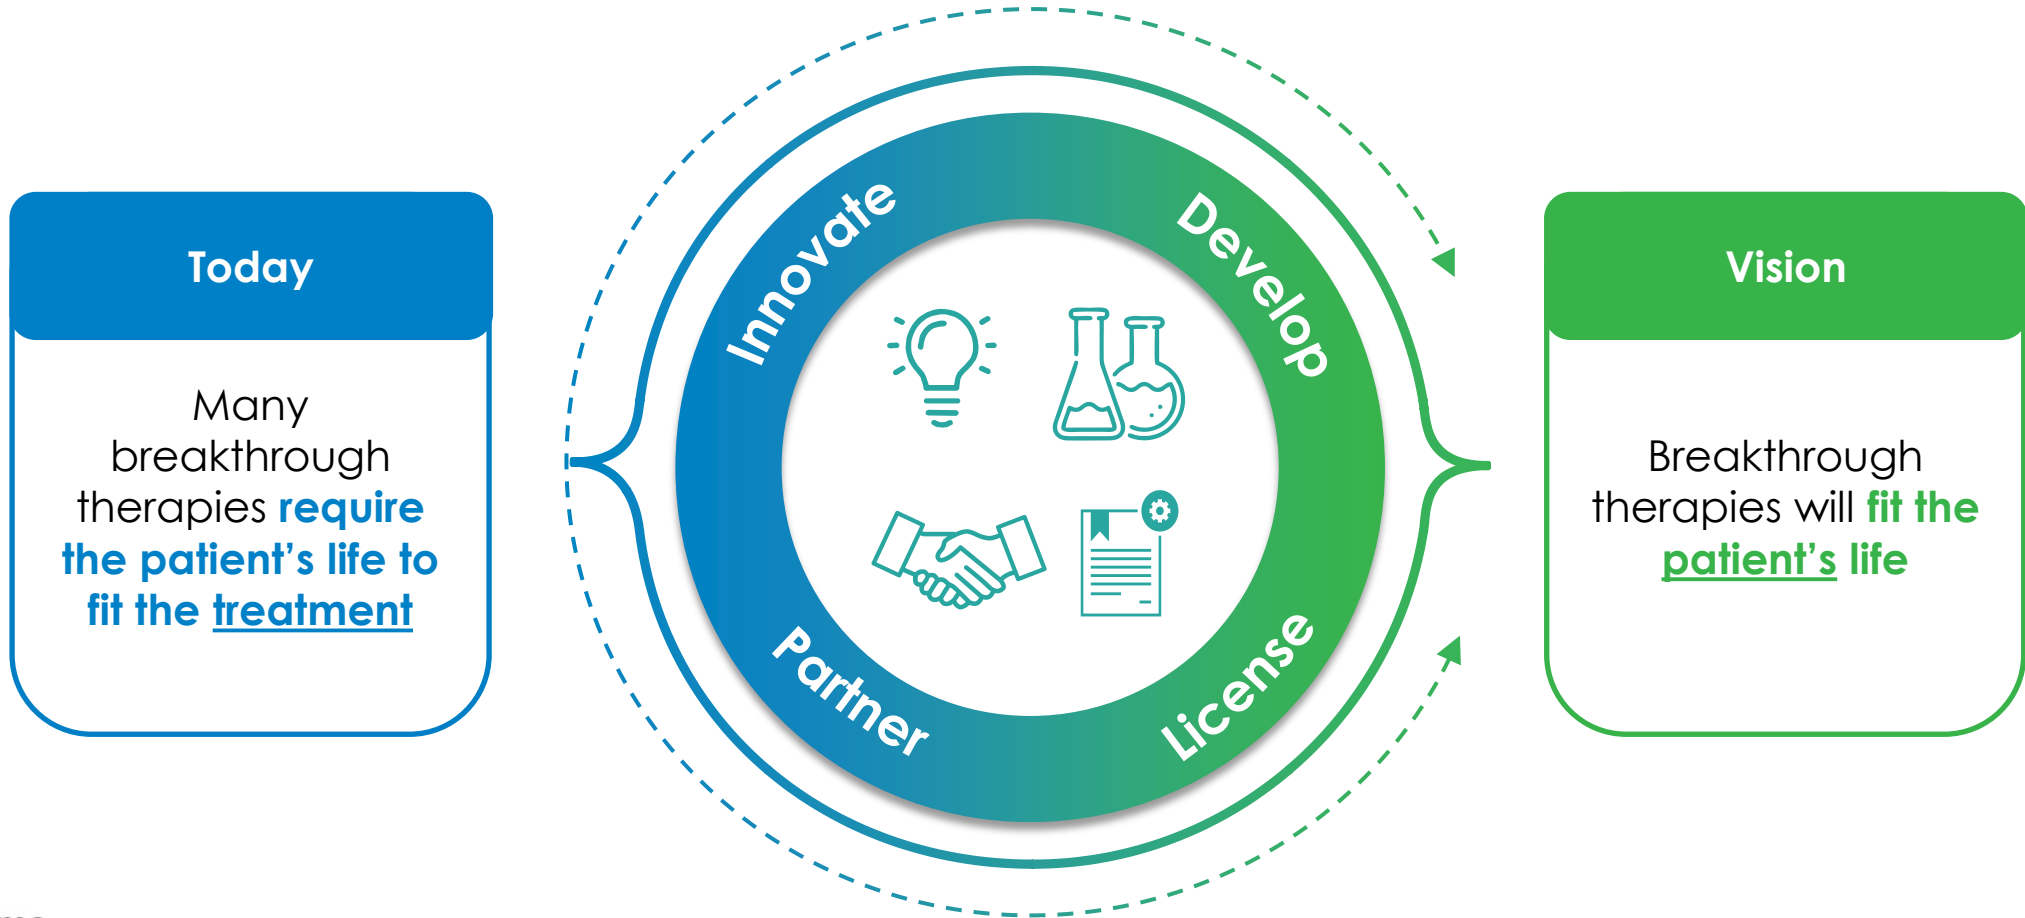 Today
Many
breakthrough
therapies require
the patient's life to
fit the treatment
Innovate
Develop
Partner
License
Vision
Breakthrough
therapies will fit the
patient's life